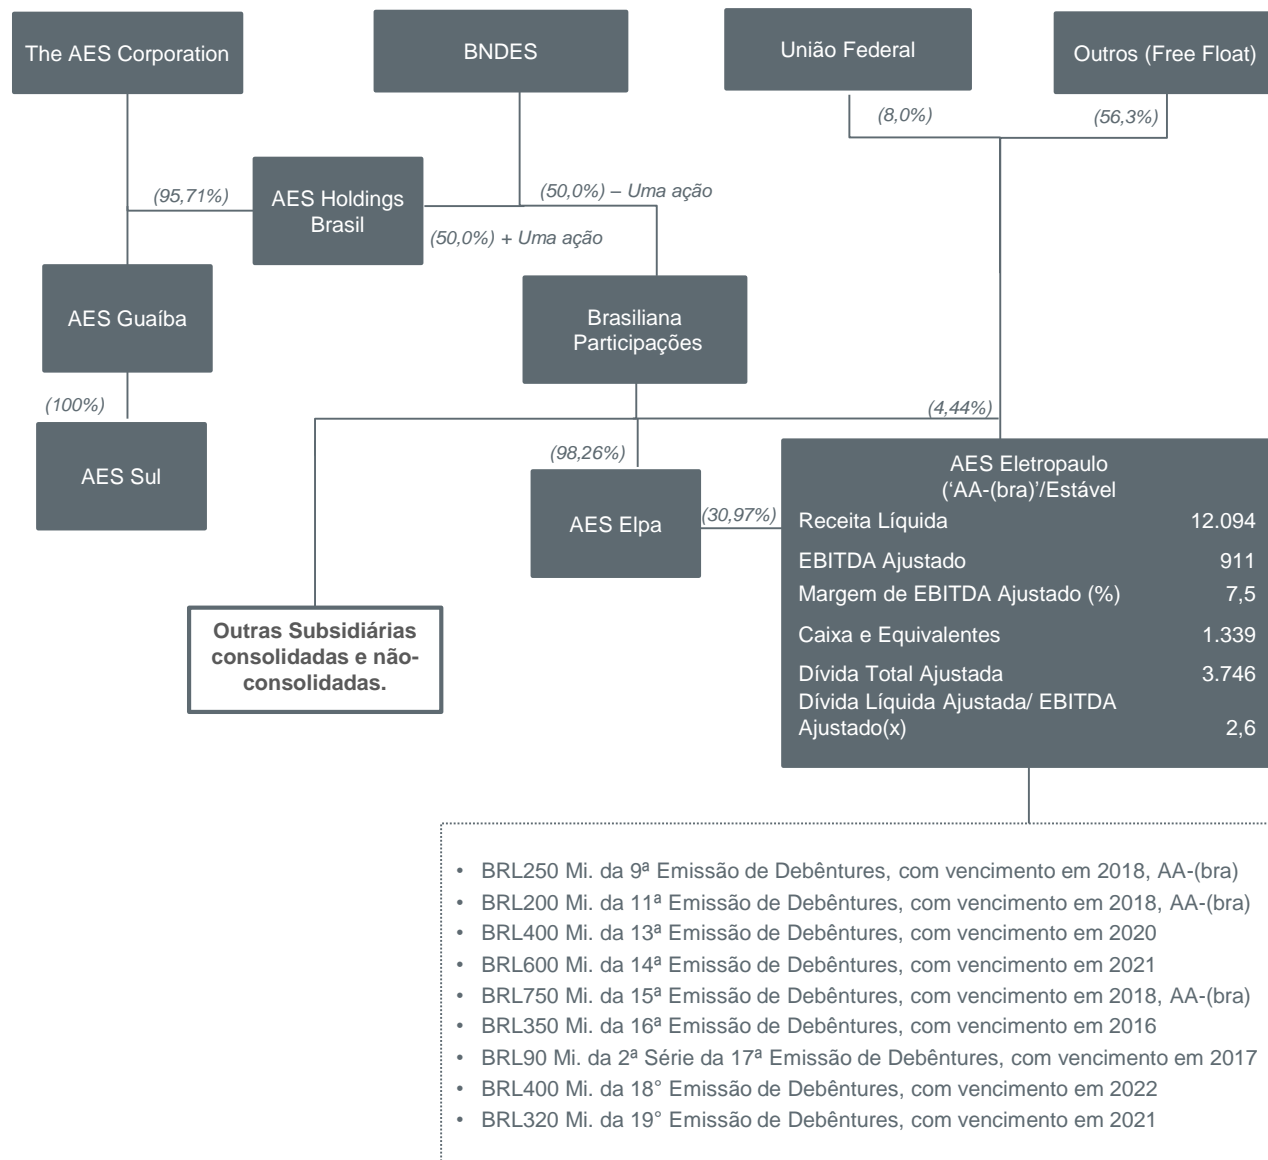 The AES Corporation
BNDES
União Federal
Outros (Free Float)
(8,0%)
(56,3%)
(95,71%)
AES Holdings
Brasil
(50,0%) – Uma ação
(50,0%) + Uma ação
AES Guaíba
Brasiliana
Participações
(100%)
(4,44%)
AES Sul
(98,26%)
AES Elpa
(30,97%)
AES Eletropaulo
(‘AA-(bra)’/Estável
Receita Líquida 12.094
EBITDA Ajustado 911
Margem de EBITDA Ajustado (%) 7,5
Caixa e Equivalentes 1.339
Dívida Total Ajustada 3.746
Dívida Líquida Ajustada/ EBITDA
Ajustado(x) 2,6
Outras Subsidiárias
consolidadas e não-
consolidadas.
• BRL250 Mi. da 9ª Emissão de Debêntures, com vencimento em 2018, AA-(bra)
• BRL200 Mi. da 11ª Emissão de Debêntures, com vencimento em 2018, AA-(bra)
• BRL400 Mi. da 13ª Emissão de Debêntures, com vencimento em 2020
• BRL600 Mi. da 14ª Emissão de Debêntures, com vencimento em 2021
• BRL750 Mi. da 15ª Emissão de Debêntures, com vencimento em 2018, AA-(bra)
• BRL350 Mi. da 16ª Emissão de Debêntures, com vencimento em 2016
• BRL90 Mi. da 2ª Série da 17ª Emissão de Debêntures, com vencimento em 2017
• BRL400 Mi. da 18° Emissão de Debêntures, com vencimento em 2022
• BRL320 Mi. da 19° Emissão de Debêntures, com vencimento em 2021